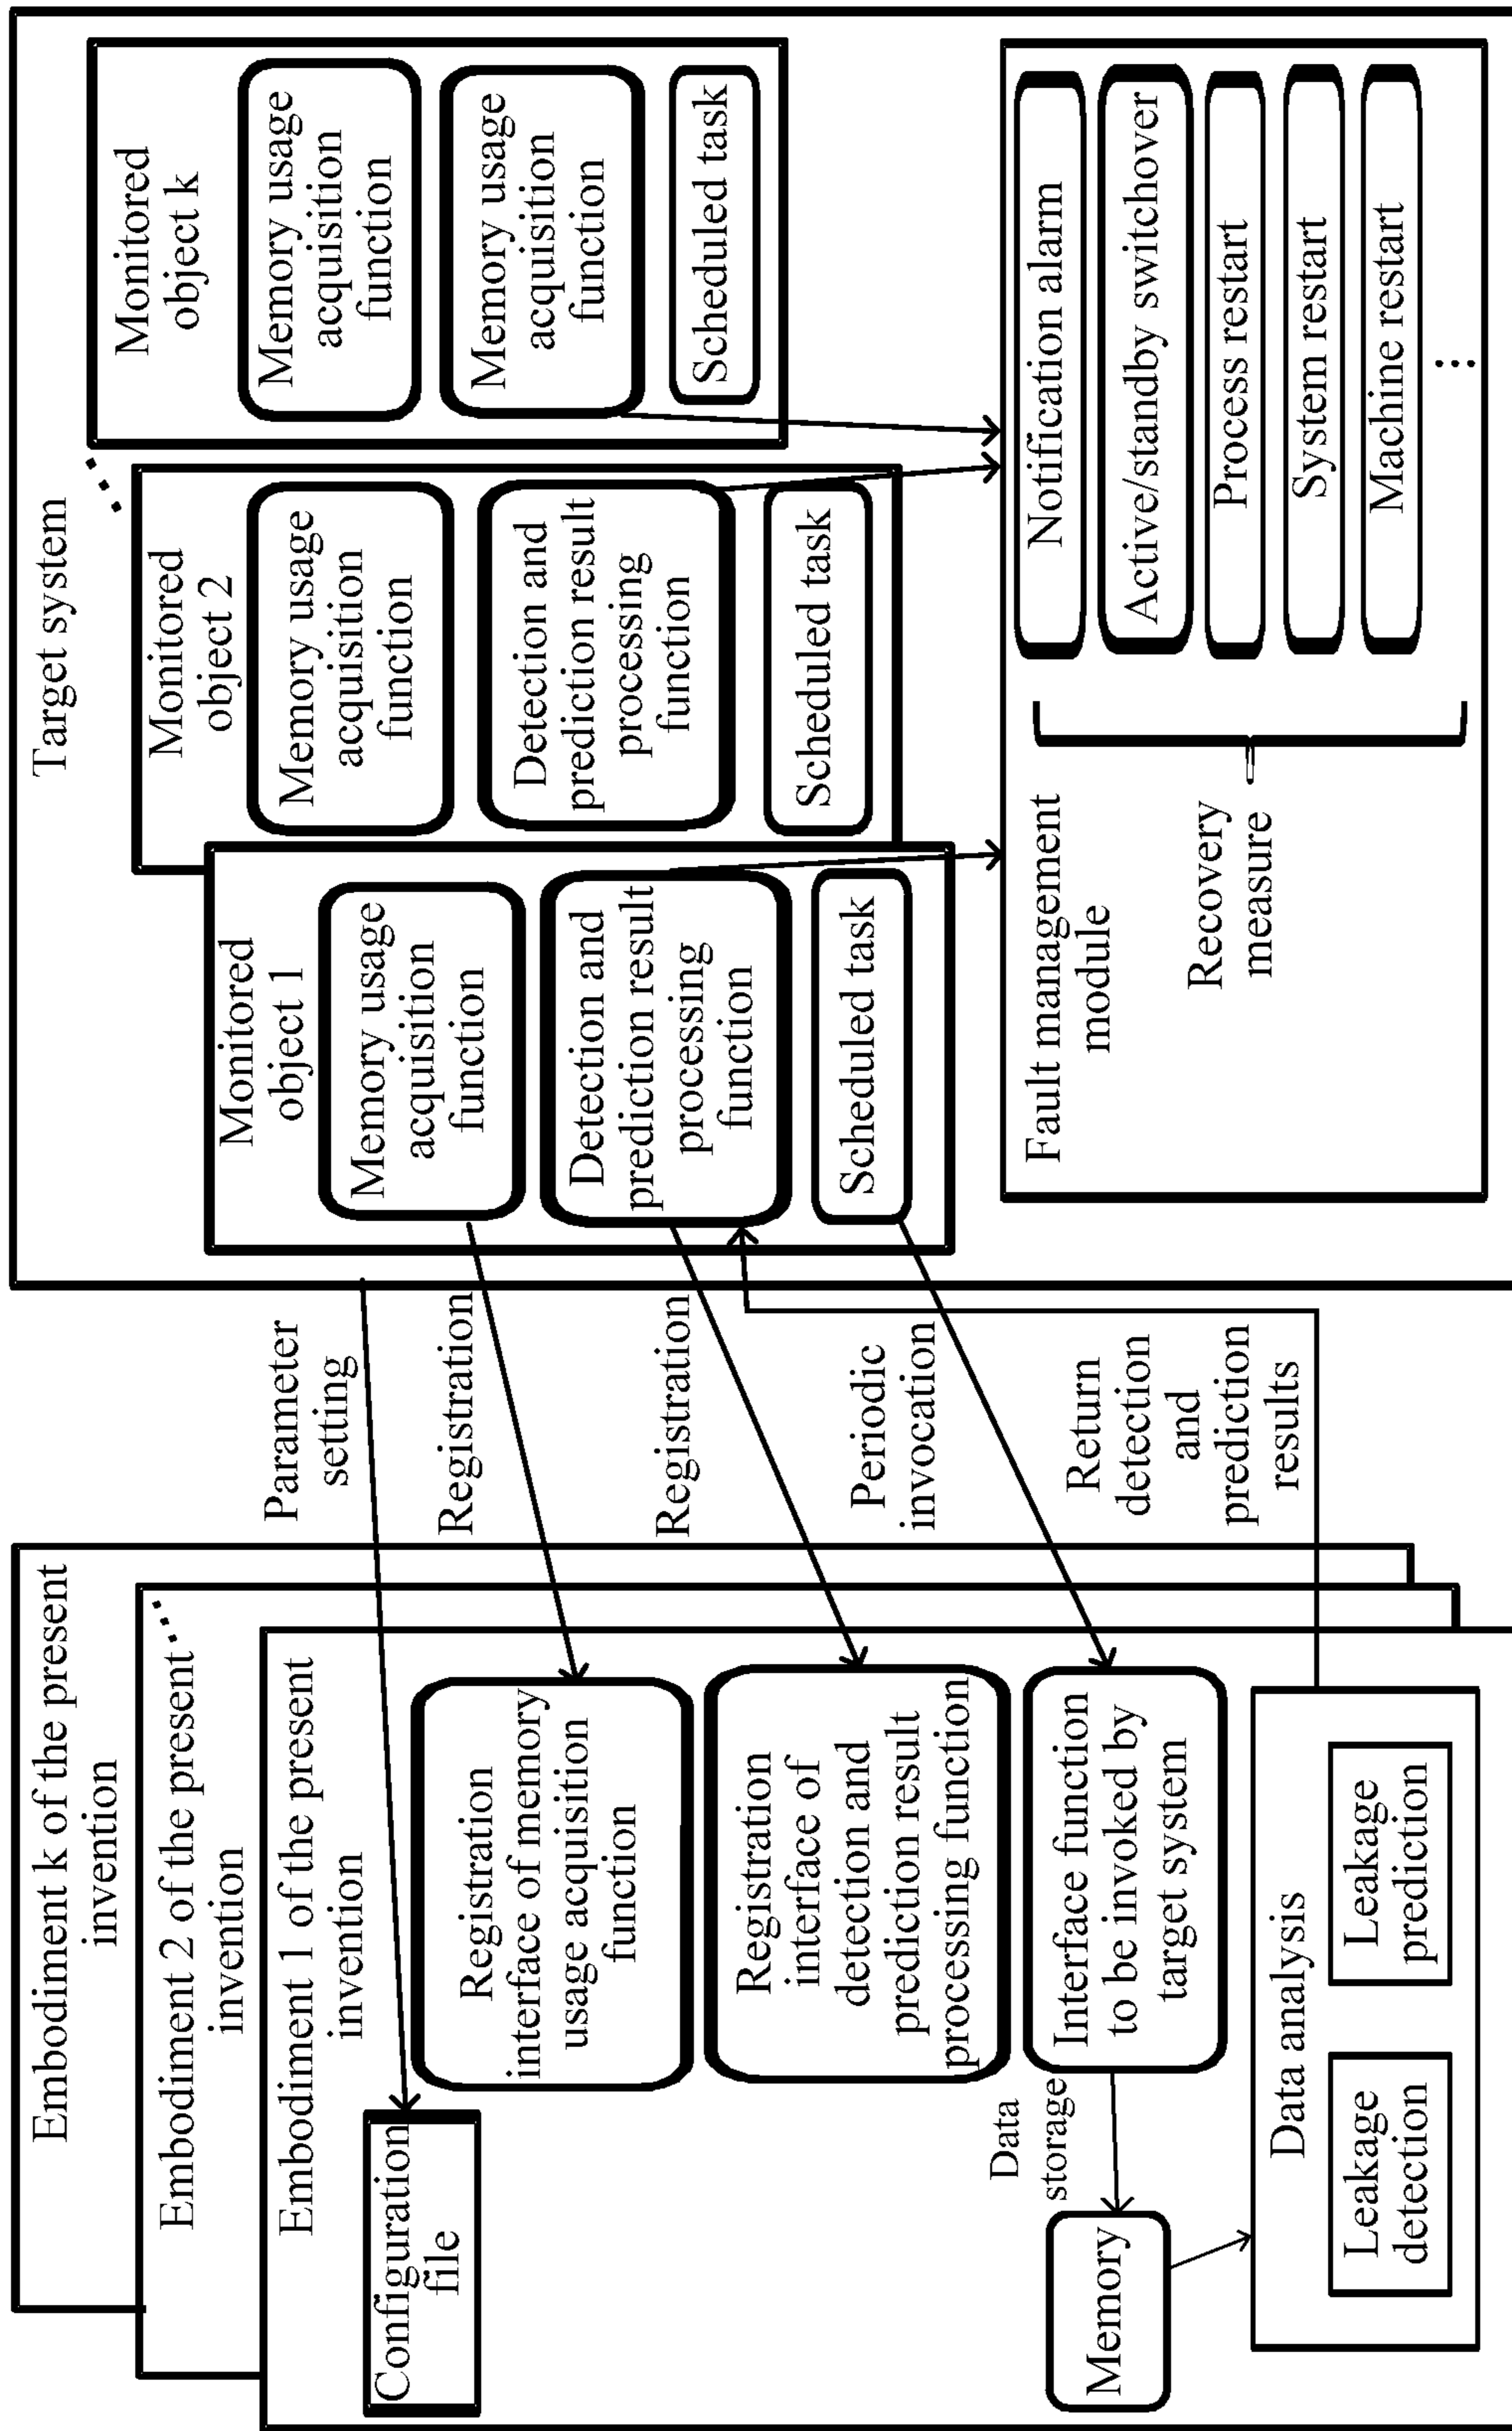 Embodiment k of the present
invention
Embodiment 2 of the present
invention
Embodiment 1 of the present
invention
Configuration
file
Registration
interface of memory
usage acquisition
function
Registration
interface of
detection and
prediction result
processing function
Interface function
to be invoked by
target system
Data
storage
Memory
Data analysis
Leakage
detection
Leakage
prediction
Parameter
setting
Registration
Registration
Periodic
invocation
Return
detection
and
prediction
results
Target system
Monitored
object 1
Memory usage
acquisition
function
Detection and
prediction result
processing
function
Scheduled task
Monitored
object 2
Memory usage
acquisition
function
Detection and
prediction result
processing
function
Scheduled task
...
Monitored
object k
Memory usage
acquisition
function
Memory usage
acquisition
function
Scheduled task
Fault management
module
Recovery
measure
Notification alarm
Active/standby switchover
Process restart
System restart
Machine restart
...